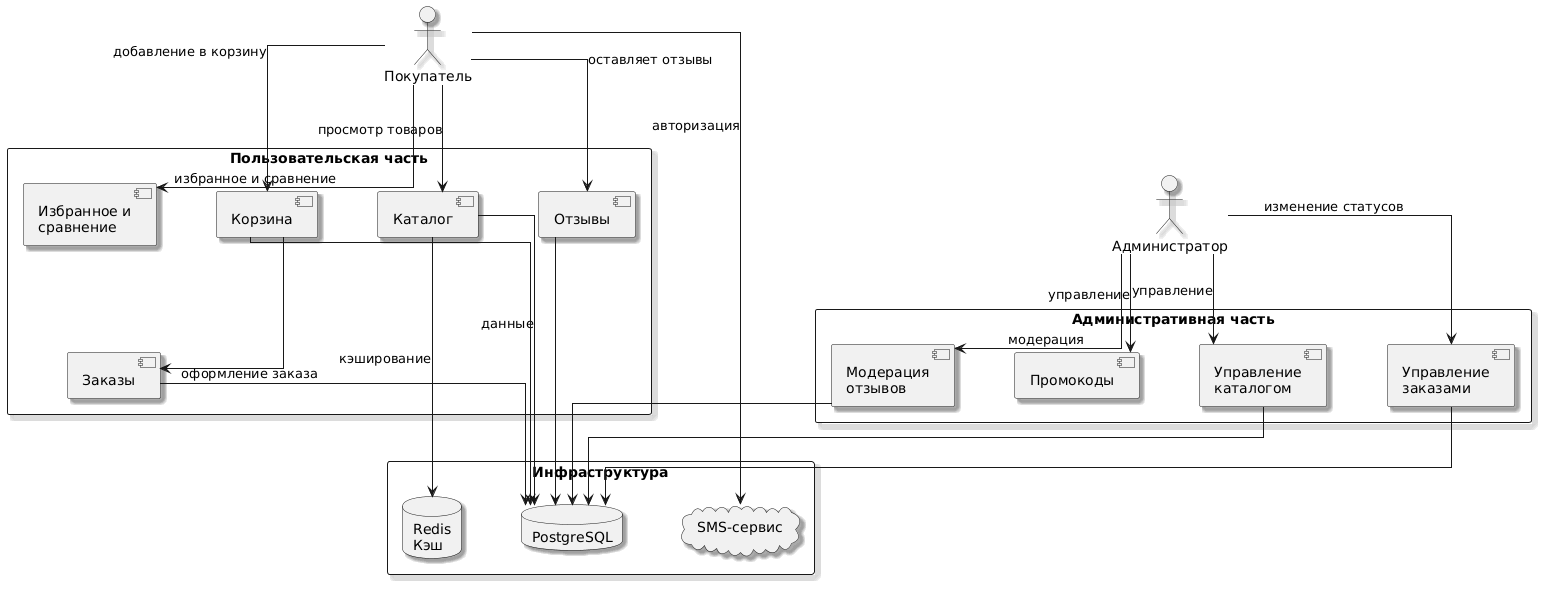 Покупатель
добавление в корзину
оставляет отзывы
авторизация
просмотр товаров
Пользовательская часть
избранное и сравнение
Избранное и
сравнение
Корзина
Каталог
Отзывы
Администратор
изменение статусов
управление
управление
Административная часть
модерация
данные
кэширование
Заказы
оформление заказа
Модерация
отзывов
Промокоды
Управление
каталогом
Управление
заказами
Инфраструктура
Redis
Кэш
PostgreSQL
SMS-сервис